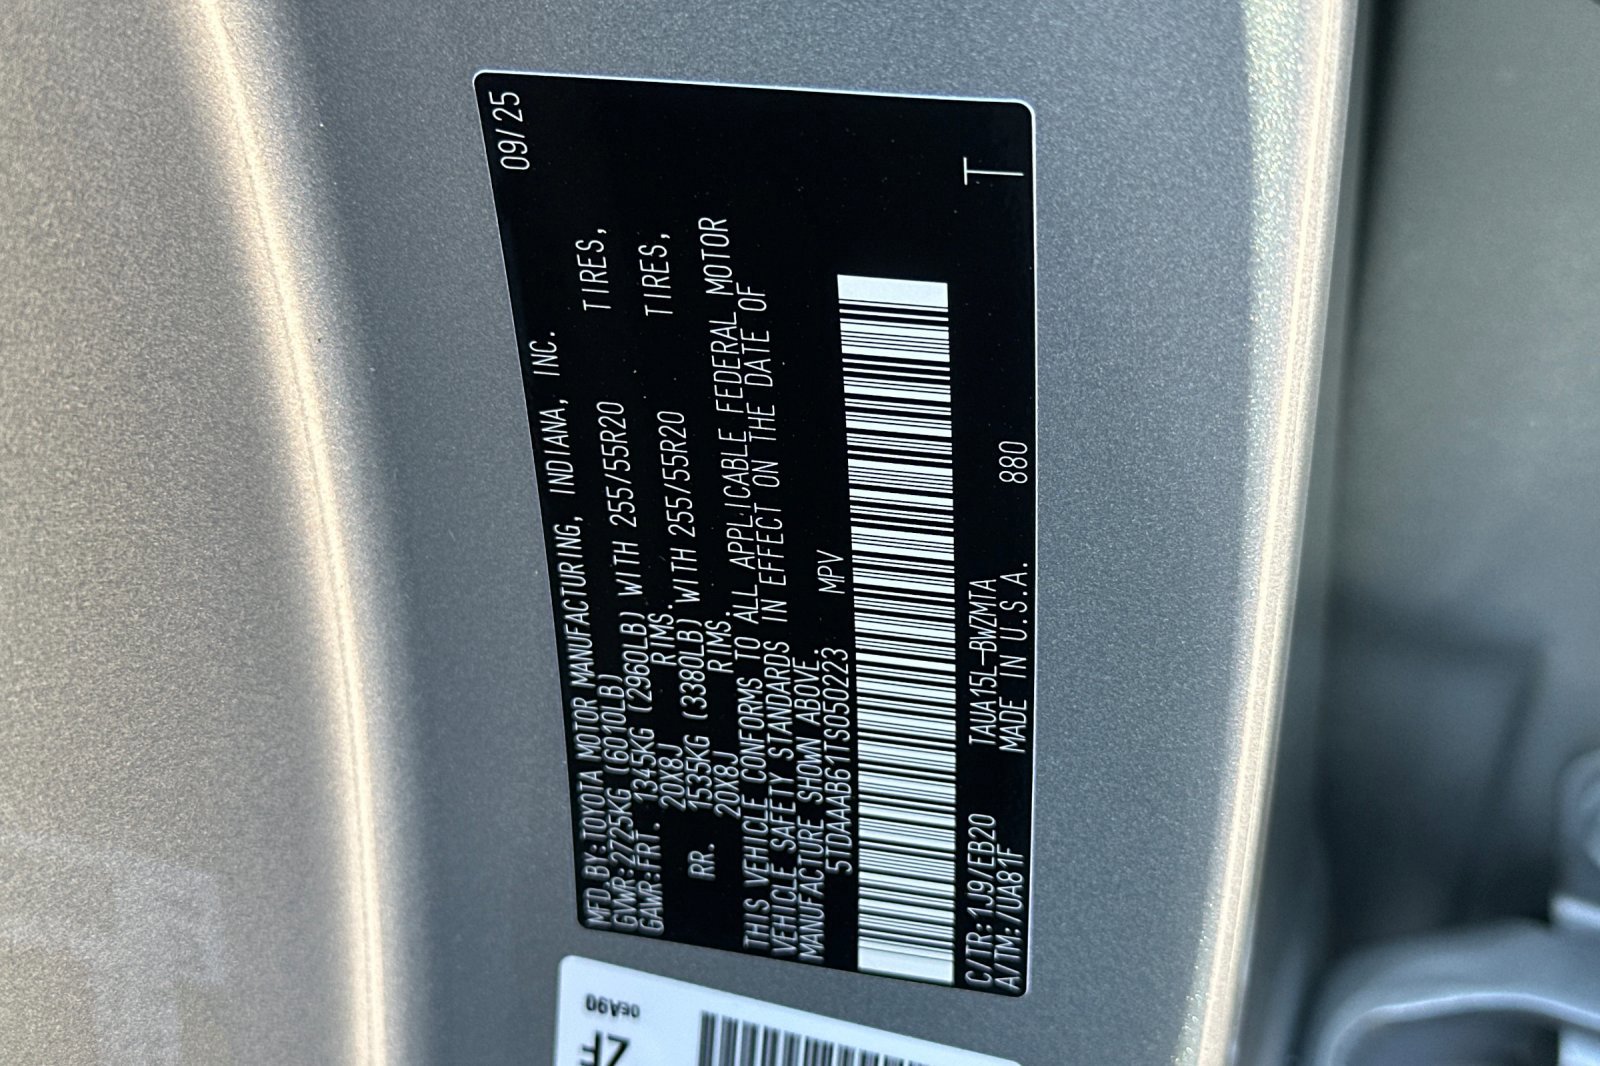 09/25
MFD.BY:TOYOTA MOTOR MANUFACTURING, INDIANA, INC.
GVWR:2725KG (6010LB)
GAWR:FRT. 1345KG (2960LB) WITH 255/55R20 TIRES,
20X8J RIMS.
RR. 1535KG (3380LB) WITH 255/55R20 TIRES,
20X8J RIMS.
THIS VEHICLE CONFORMS TO ALL APPLICABLE FEDERAL MOTOR
VEHICLE SAFETY STANDARDS IN EFFECT ON THE DATE OF
MANUFACTURE SHOWN ABOVE.
5TDAAAB61TS050223 MPV
C/TR:1J9/EB20 TAUA15L-BWZMTA T
A/TM:/UA81F MADE IN U.S.A. 880
0EA90
ZF